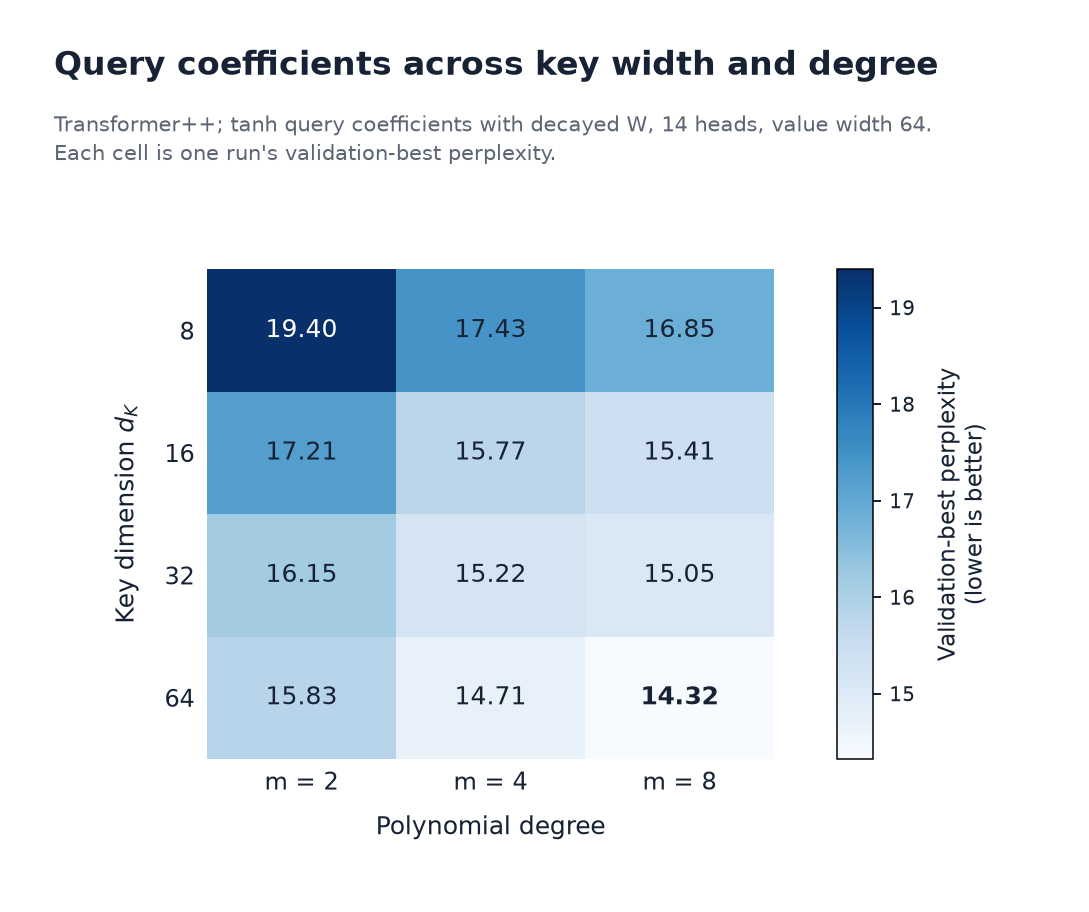 Query coefficients across key width and degree
Transformer++; tanh query coefficients with decayed W, 14 heads, value width 64.
Each cell is one run's validation-best perplexity.
Key dimension d_K
8
19.40
17.43
16.85
16
17.21
15.77
15.41
32
16.15
15.22
15.05
64
15.83
14.71
14.32
m = 2
m = 4
m = 8
Polynomial degree
19
18
17
16
15
Validation-best perplexity
(lower is better)